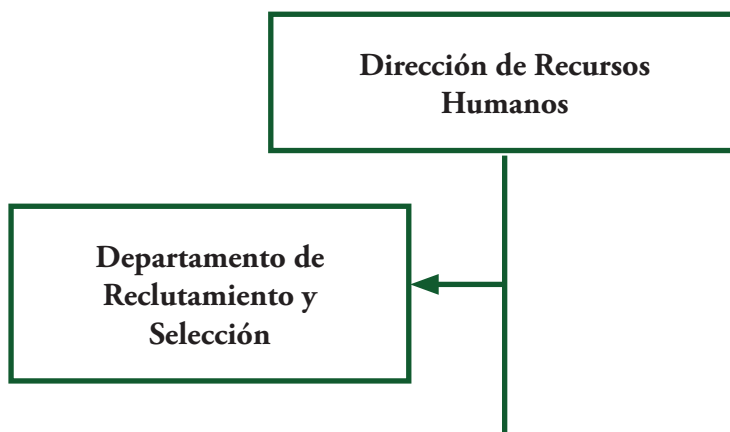 Dirección de Recursos
Humanos
Departamento de
Reclutamiento y
Selección